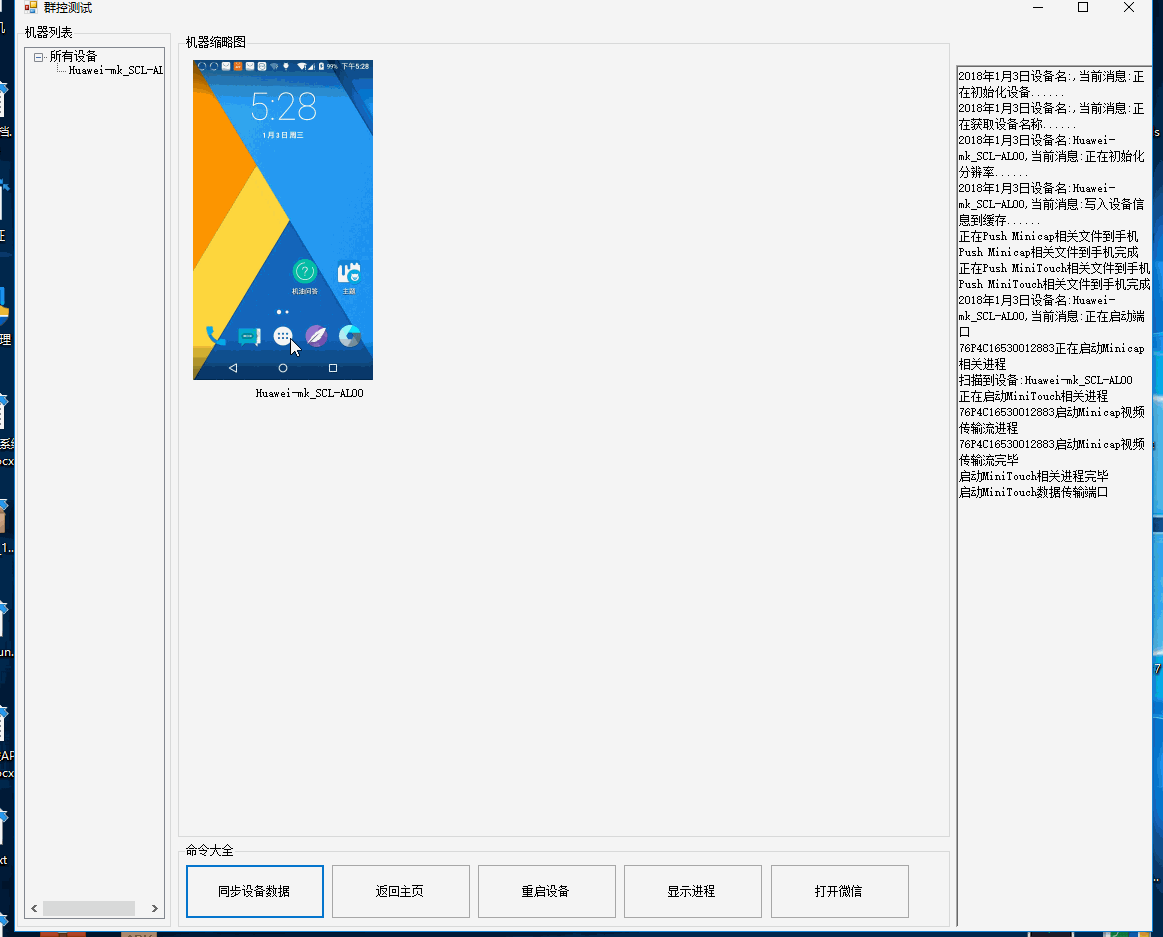 群控测试
机器列表
所有设备
Huawei-mk_SCL-AL
机器缩略图
99% 下午5:28
5:28
1月3日周三
机油问答
主题
Huawei-mk_SCL-AL00
2018年1月3日设备名:,当前消息:正
在初始化设备......
2018年1月3日设备名:,当前消息:正
在获取设备名称......
2018年1月3日设备名:Huawei-
mk_SCL-AL00,当前消息:正在初始化
分辨率......
2018年1月3日设备名:Huawei-
mk_SCL-AL00,当前消息:写入设备信
息到缓存......
正在Push Minicap相关文件到手机
Push Minicap相关文件到手机完成
正在Push MiniTouch相关文件到手机
Push MiniTouch相关文件到手机完成
2018年1月3日设备名:Huawei-
mk_SCL-AL00,当前消息:正在启动端
口
76P4C16530012883正在启动Minicap
相关进程
扫描到设备:Huawei-mk_SCL-AL00
正在启动MiniTouch相关进程
76P4C16530012883启动Minicap视频
传输流进程
76P4C16530012883启动Minicap视频
传输流完毕
启动MiniTouch相关进程完毕
启动MiniTouch数据传输端口
命令大全
同步设备数据
返回主页
重启设备
显示进程
打开微信